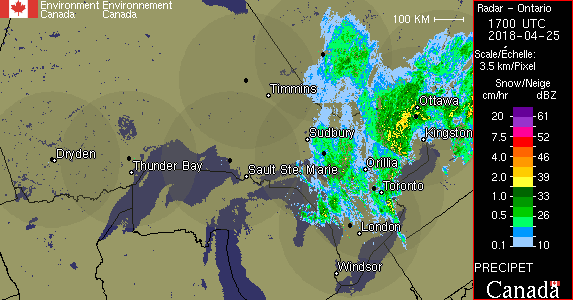 Environment Environnement
Canada Canada
100 KM
Timmins
Ottawa
Sudbury
Kingston
Dryden
Thunder Bay
Sault Ste. Marie
Orillia
Toronto
London
Windsor
Radar - Ontario
1700 UTC
2018-04-25
Scale/Échelle:
3.5 km/Pixel
Snow/Neige
cm/hr dBZ
20 61
7.5 52
4.0 46
2.0 39
1.0 33
0.5 26
0.1 10
PRECIPET
Canada